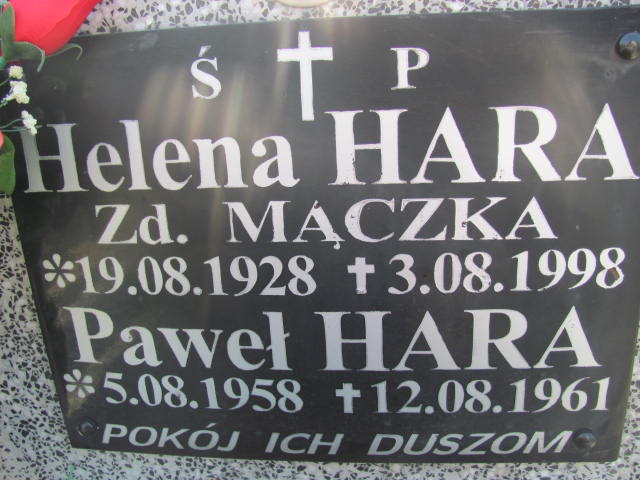 Ś P
Helena HARA
Zd. MĄCZKA
*19.08.1928 †3.08.1998
Paweł HARA
*5.08.1958 †12.08.1961
POKÓJ ICH DUSZOM